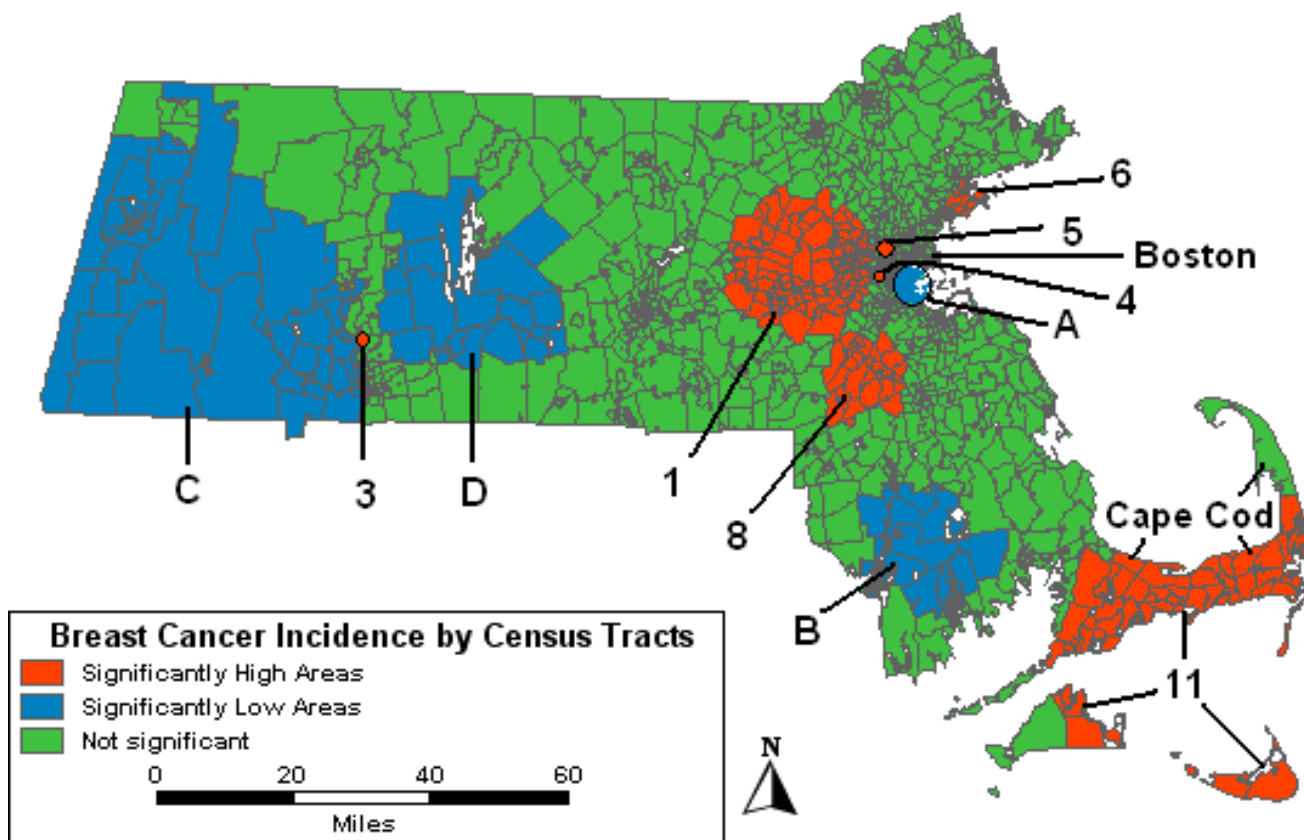 6
5
Boston
4
A
1
C
3
D
8
Cape Cod
B
11
Breast Cancer Incidence by Census Tracts
Significantly High Areas
Significantly Low Areas
Not significant
0 20 40 60
Miles
N